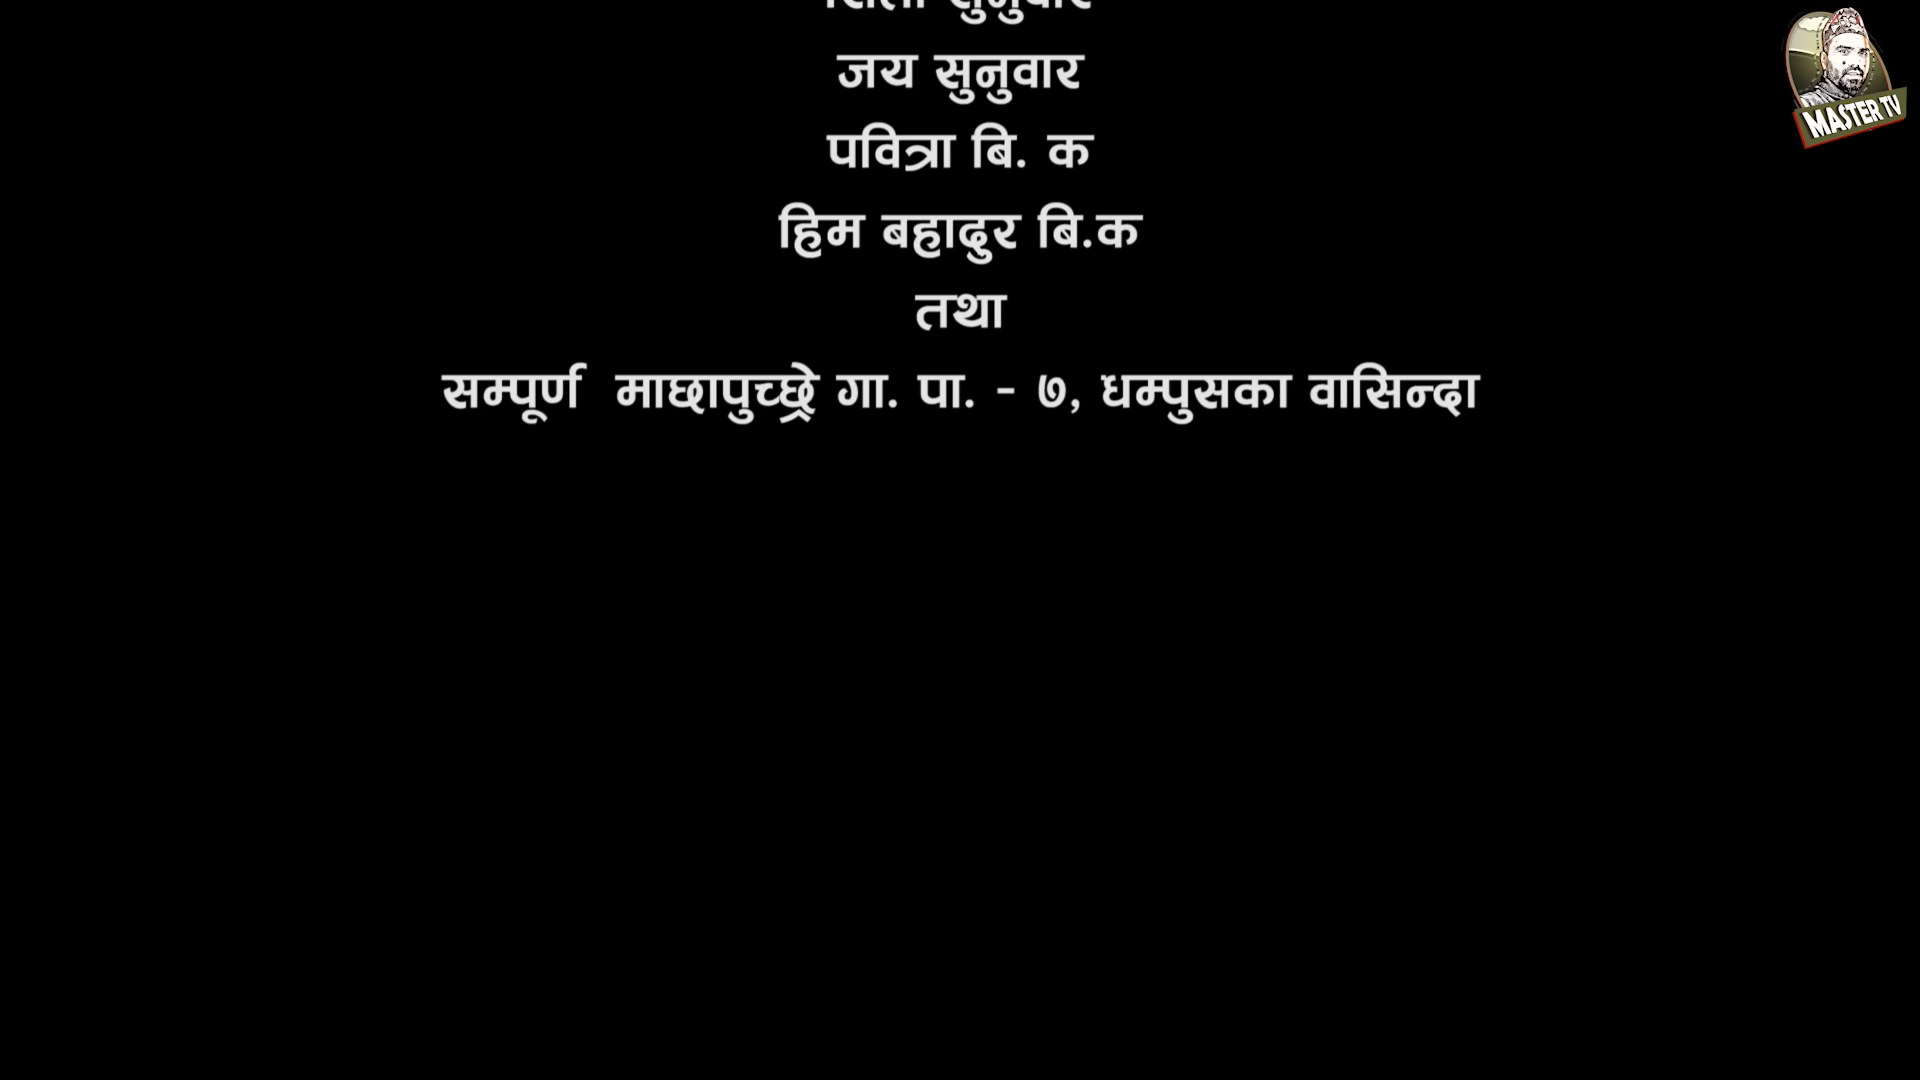 सुनुवार
जय सुनुवार
पवित्रा बि. क
हिम बहादुर बि.क
तथा
सम्पूर्ण माछापुच्छ्रे गा. पा. - ७, धम्पुसका वासिन्दा
MASTER TV